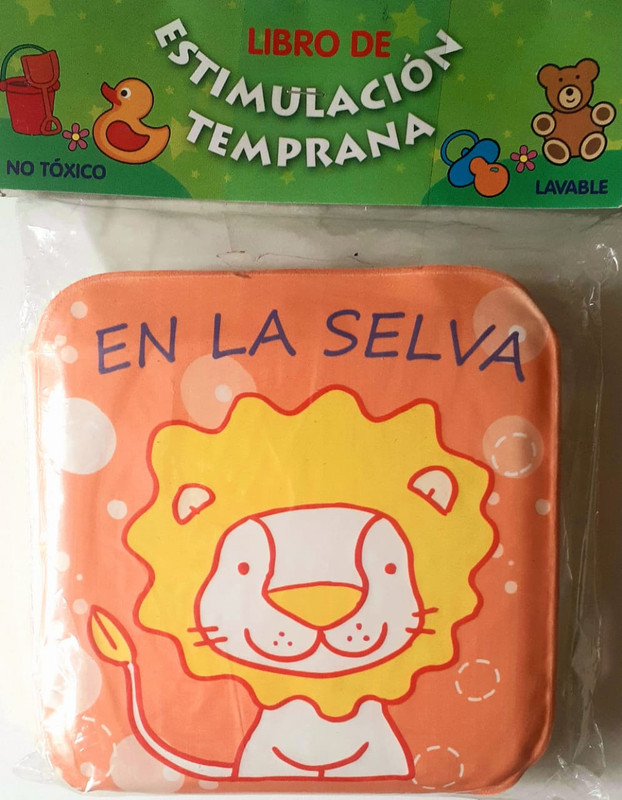 LIBRO DE
ESTIMULACIÓN
TEMPRANA
NO TÓXICO
LAVABLE
EN LA SELVA